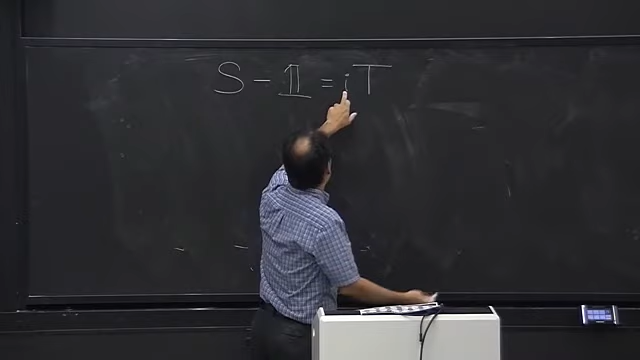 S - 𝟙 = iT